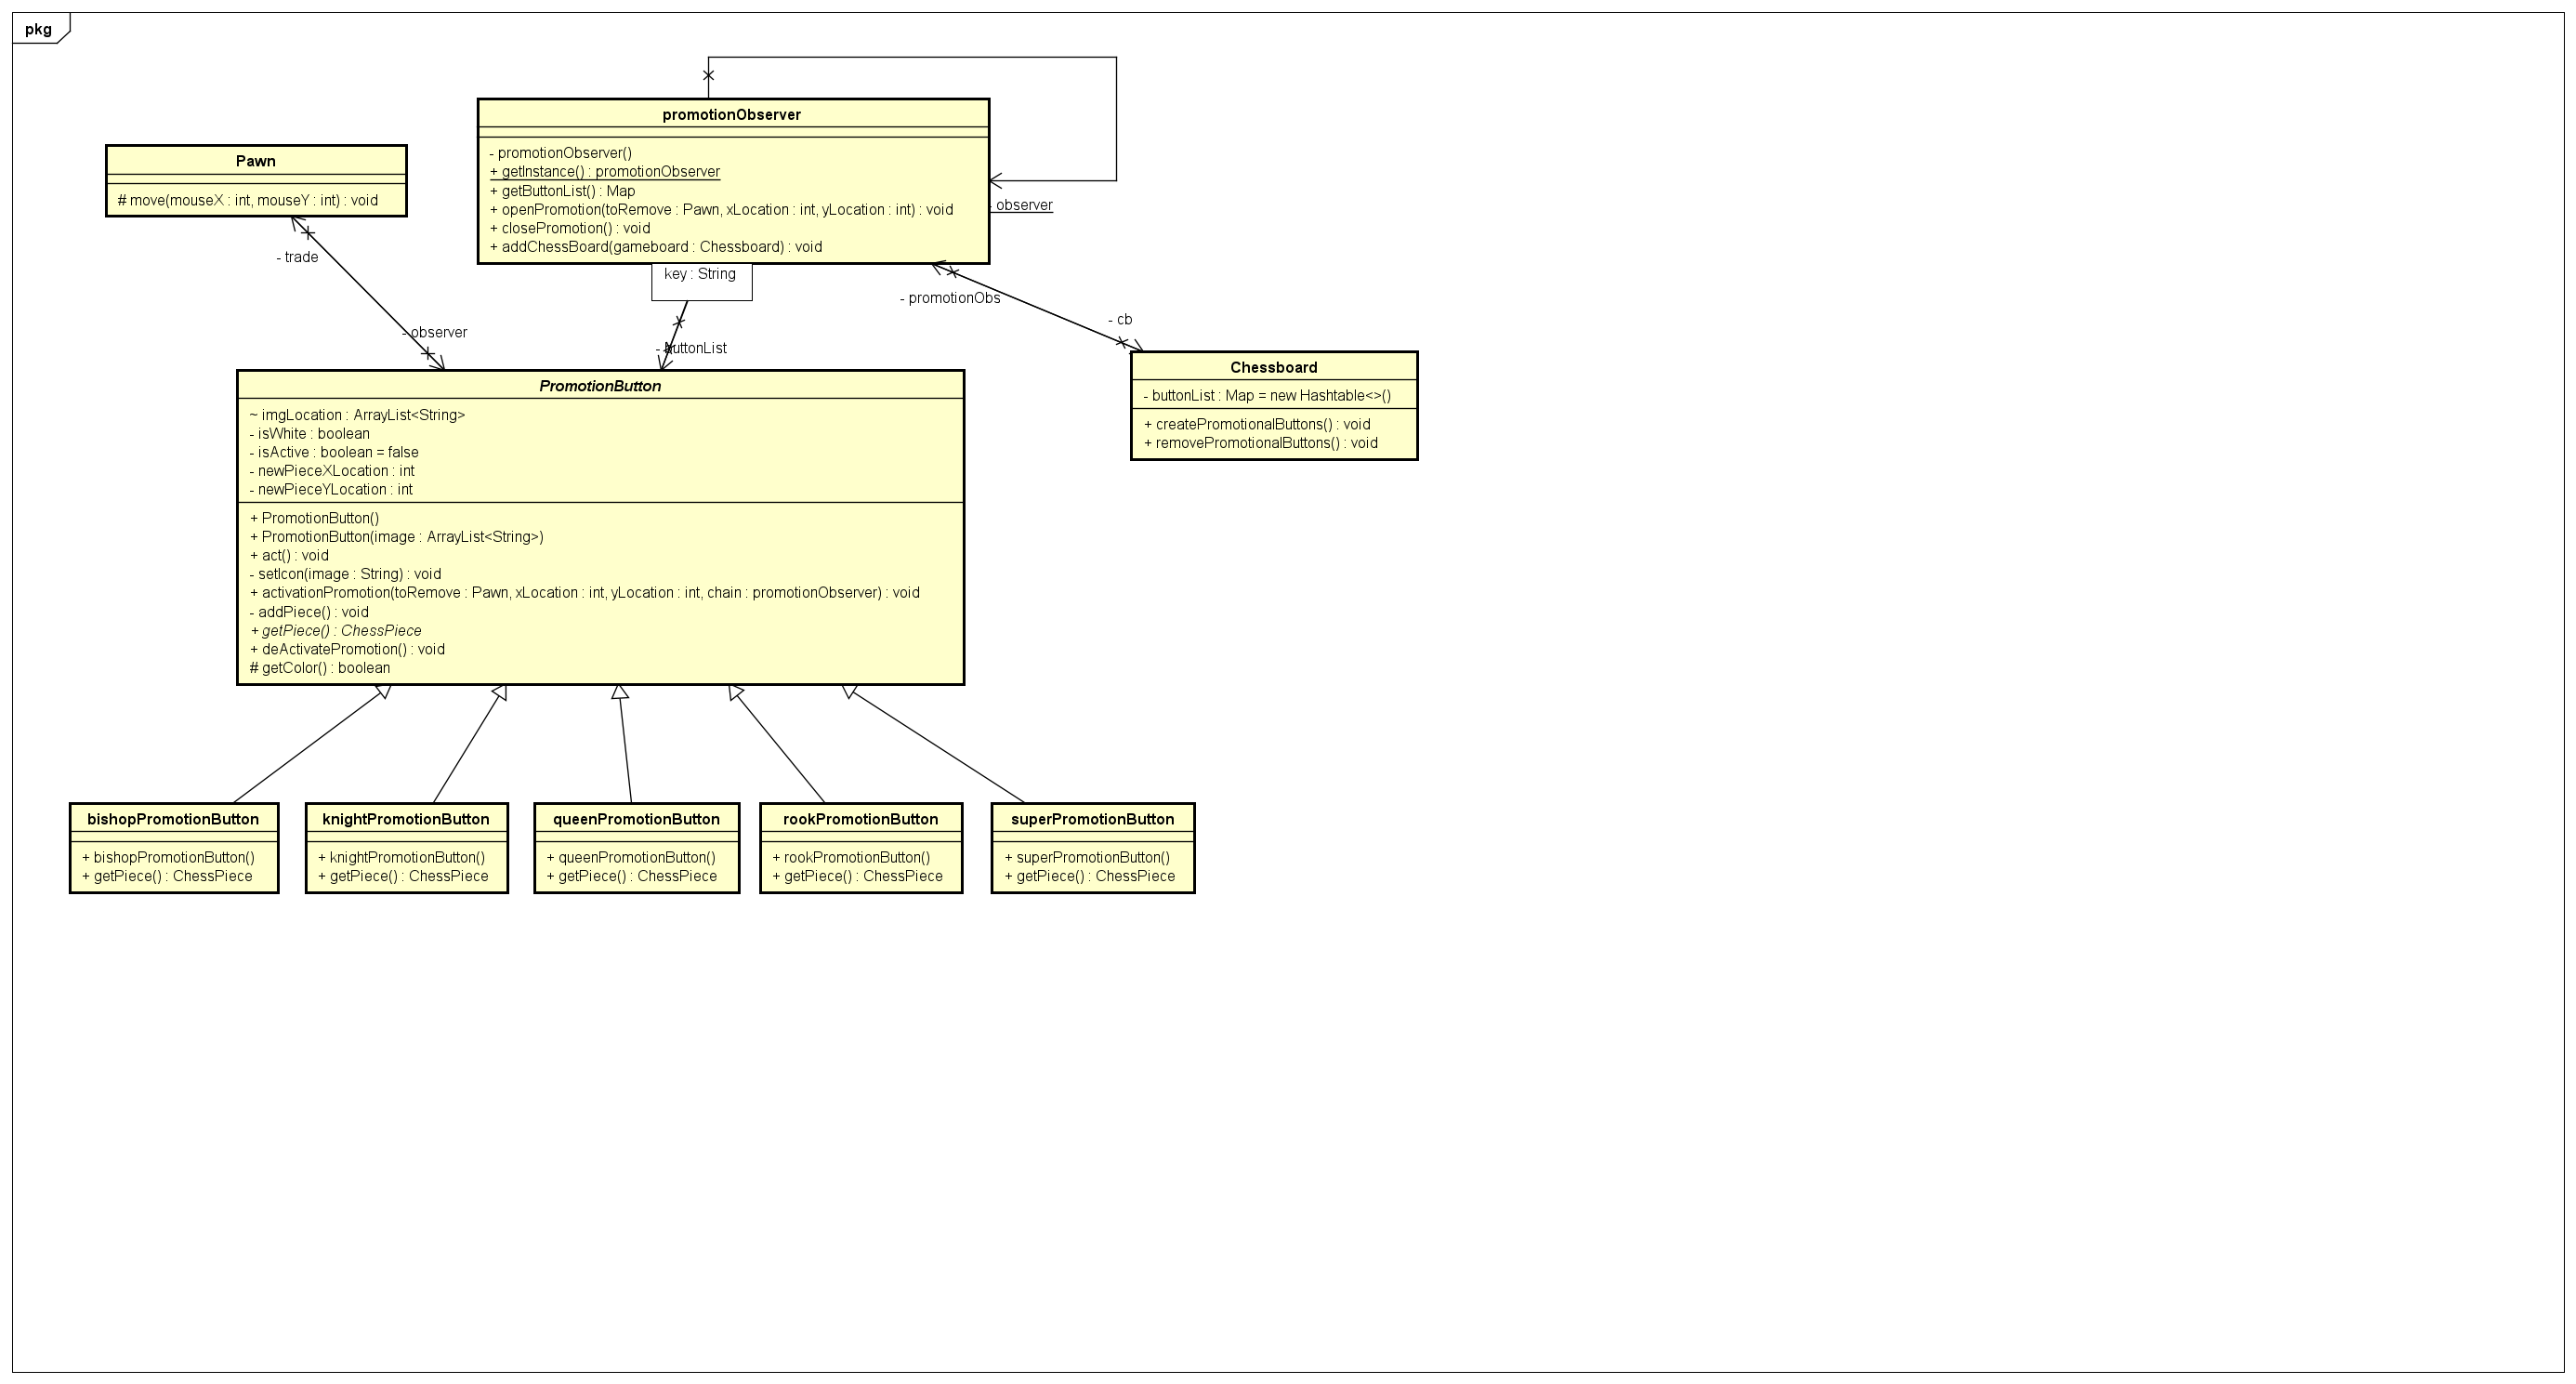 pkg
promotionObserver
- promotionObserver()
+ getInstance() : promotionObserver
+ getButtonList() : Map
+ openPromotion(toRemove : Pawn, xLocation : int, yLocation : int) : void
+ closePromotion() : void
+ addChessBoard(gameboard : Chessboard) : void
- observer
key : String
Pawn
# move(mouseX : int, mouseY : int) : void
- trade
- observer
- buttonList
- promotionObs
- cb
Chessboard
- buttonList : Map = new Hashtable<>()
+ createPromotionalButtons() : void
+ removePromotionalButtons() : void
PromotionButton
~ imgLocation : ArrayList<String>
- isWhite : boolean
- isActive : boolean = false
- newPieceXLocation : int
- newPieceYLocation : int
+ PromotionButton()
+ PromotionButton(image : ArrayList<String>)
+ act() : void
- setIcon(image : String) : void
+ activationPromotion(toRemove : Pawn, xLocation : int, yLocation : int, chain : promotionObserver) : void
- addPiece() : void
+ getPiece() : ChessPiece
+ deActivatePromotion() : void
# getColor() : boolean
bishopPromotionButton
+ bishopPromotionButton()
+ getPiece() : ChessPiece
knightPromotionButton
+ knightPromotionButton()
+ getPiece() : ChessPiece
queenPromotionButton
+ queenPromotionButton()
+ getPiece() : ChessPiece
rookPromotionButton
+ rookPromotionButton()
+ getPiece() : ChessPiece
superPromotionButton
+ superPromotionButton()
+ getPiece() : ChessPiece